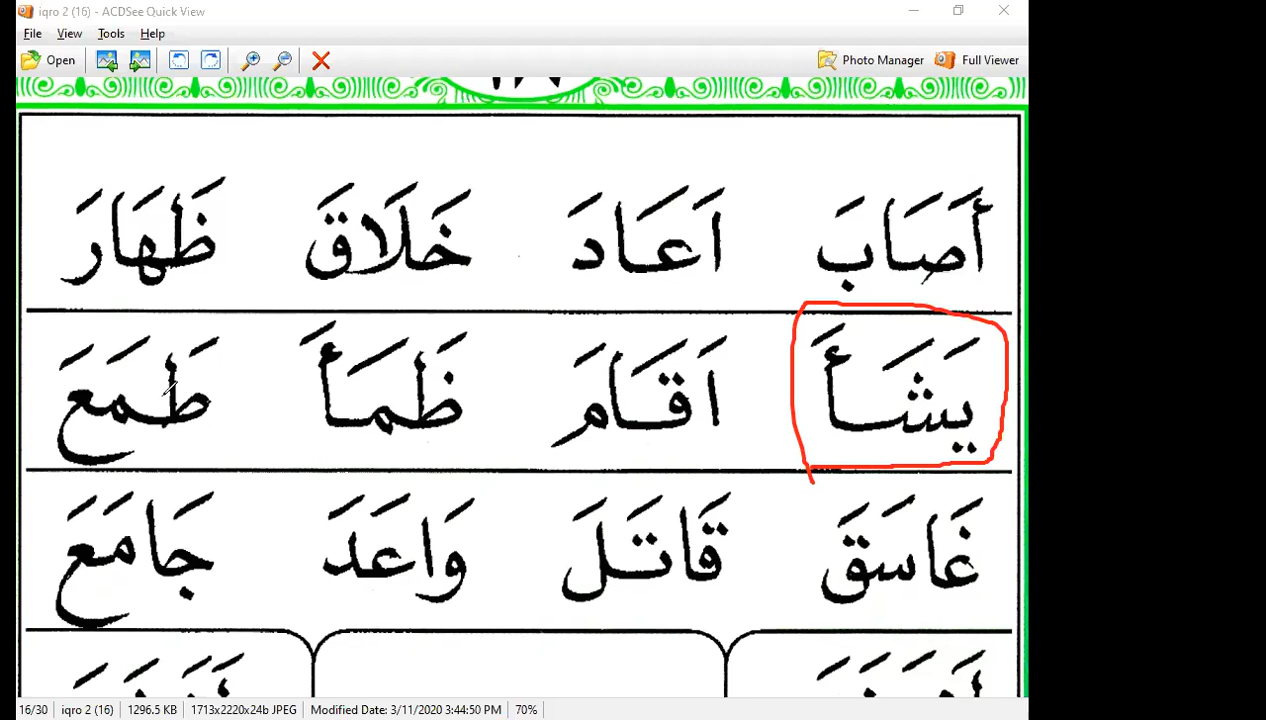 iqro 2 (16) - ACDSee Quick View
File View Tools Help
Open Photo Manager Full Viewer
أَصَابَ اَعَادَ خَلَاقَ ظَهَارَ
يَشَأَ اَقَامَ ظَمَأَ طَمَعَ
غَاسَقَ قَاتَلَ وَاعَدَ جَامَعَ
16/30 iqro 2 (16) 1296.5 KB 1713x2220x24b JPEG Modified Date: 3/11/2020 3:44:50 PM 70%